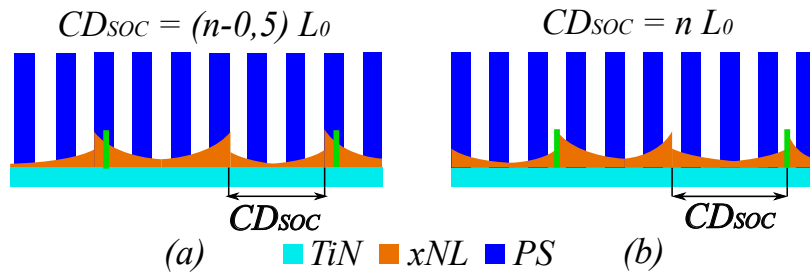 CDSOC = (n-0,5) L0 CDSOC = n L0
CDSOC CDSOC
(a) TiN xNL PS (b)